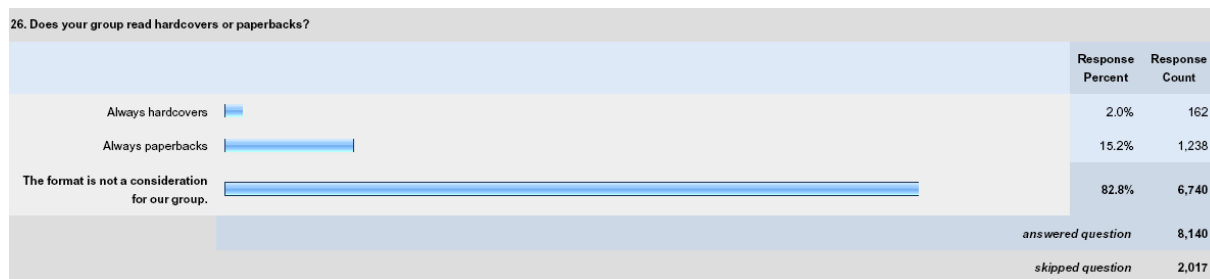 26. Does your group read hardcovers or paperbacks?
Response Percent
Response Count
Always hardcovers 2.0% 162
Always paperbacks 15.2% 1,238
The format is not a consideration
for our group. 82.8% 6,740
answered question 8,140
skipped question 2,017